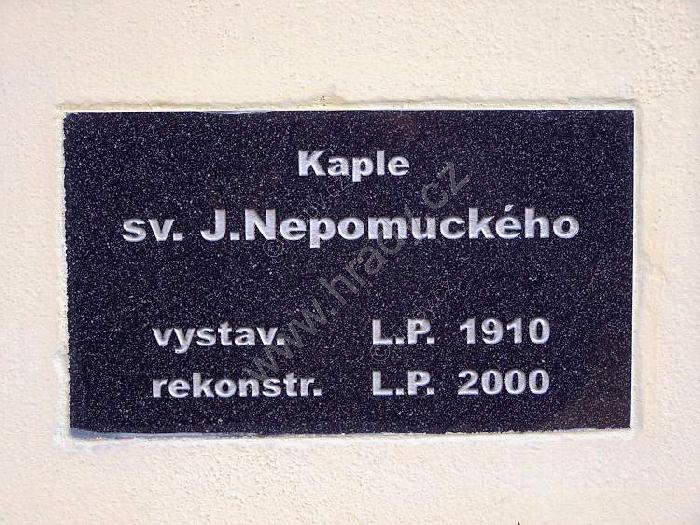 Kaple
sv. J.Nepomuckého
vystav. L.P. 1910
rekonstr. L.P. 2000
www.hrady.cz